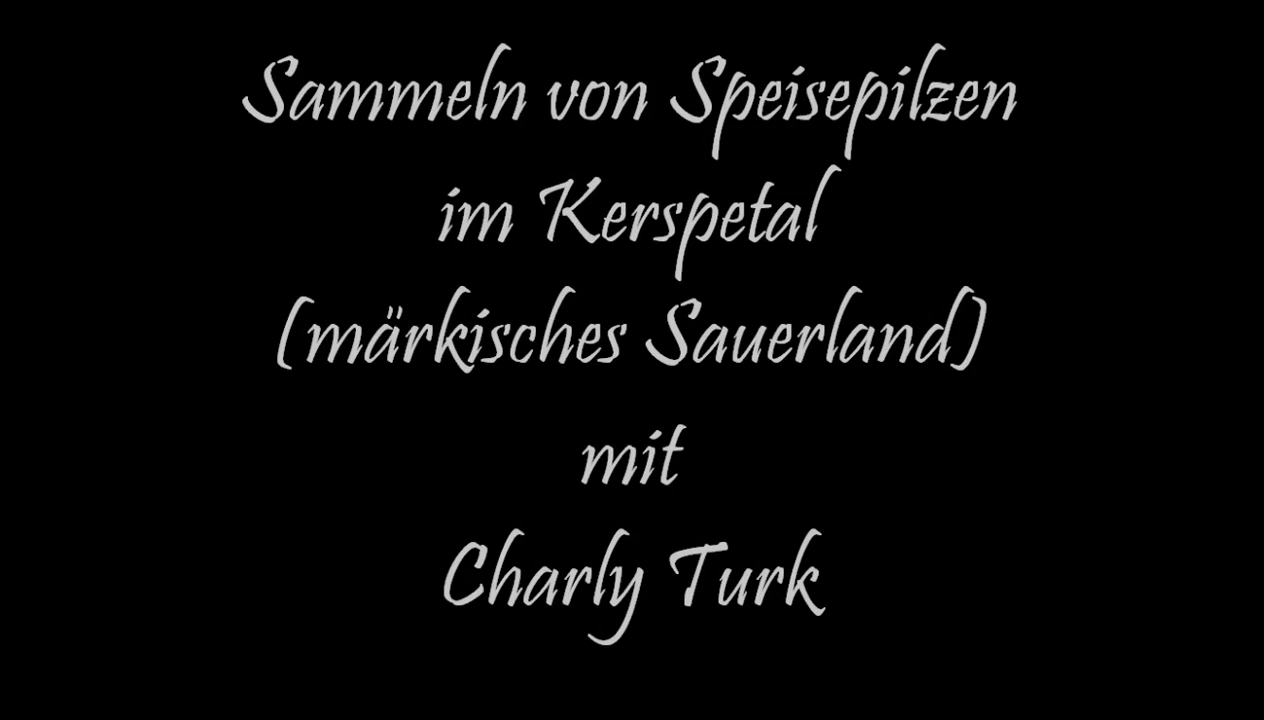 Sammeln von Speisepilzen
im Kerspetal
(märkisches Sauerland)
mit
Charly Turk